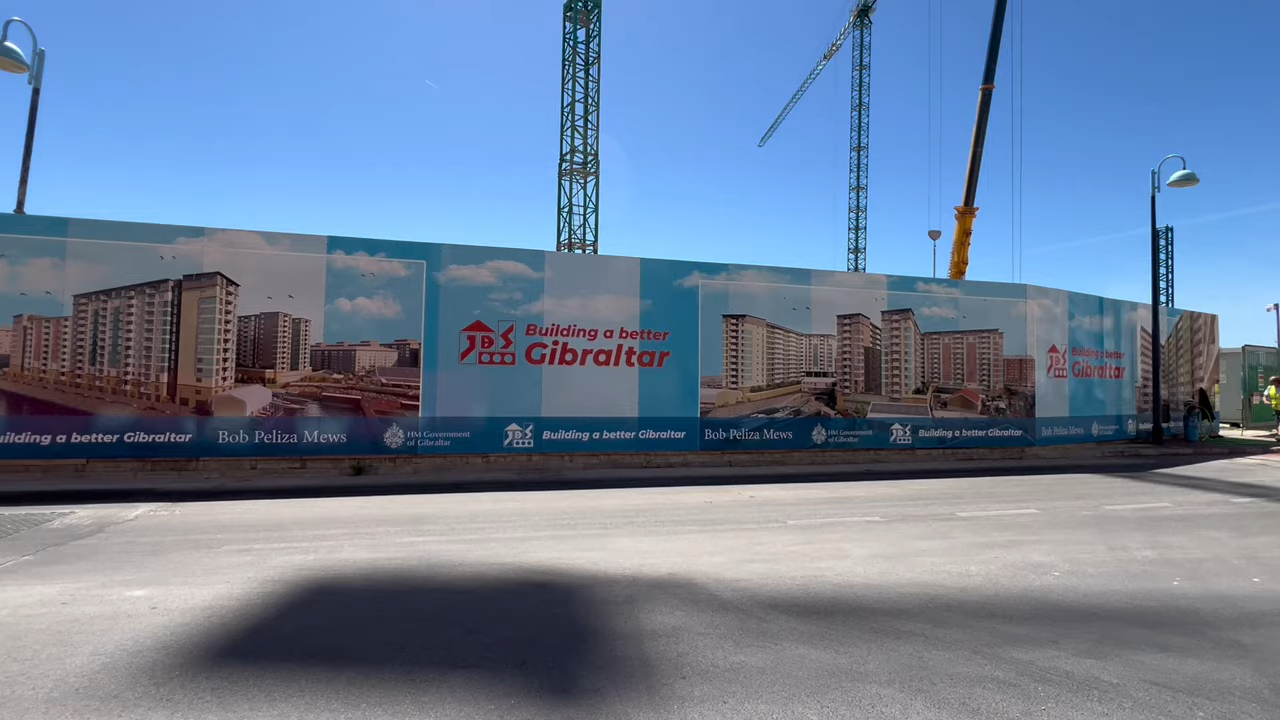 JBS
Building a better
Gibraltar
JBS
Building a better
Gibraltar
uilding a better Gibraltar
Bob Peliza Mews
HM Government
of Gibraltar
JBS
Building a better Gibraltar
Bob Peliza Mews
HM Government
of Gibraltar
JBS
Building a better Gibraltar
Bob Peliza Mews